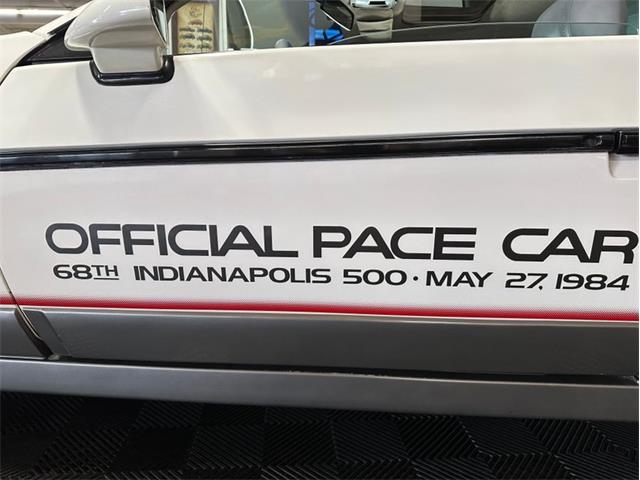 OFFICIAL PACE CAR
68TH INDIANAPOLIS 500 · MAY 27, 1984